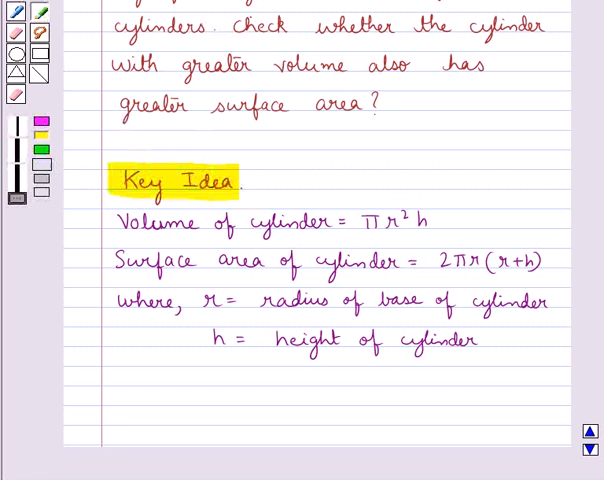 cylinders. Check whether the cylinder
with greater volume also has
greater surface area?
Key Idea.
Volume of cylinder = πr²h
Surface area of cylinder = 2πr(r+h)
where, r = radius of base of cylinder
h = height of cylinder